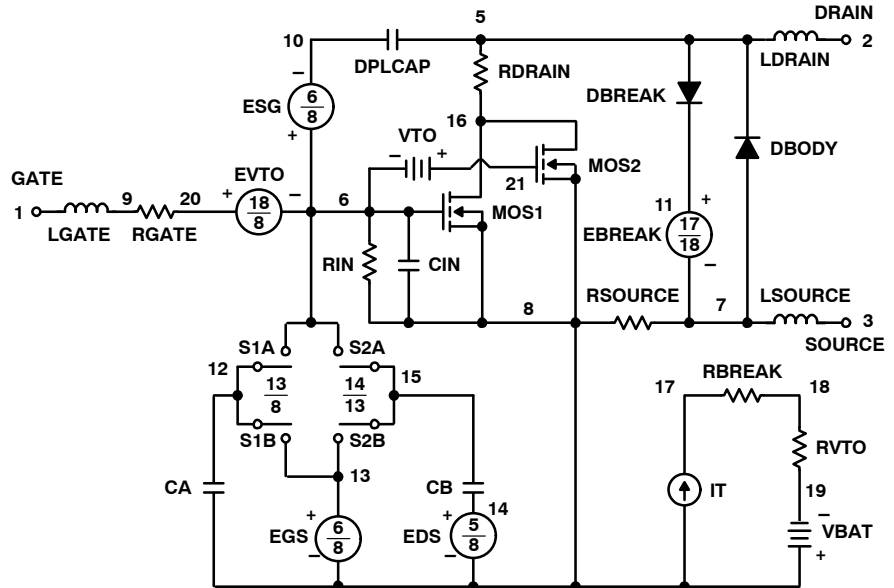 DRAIN
5
10
2
DPLCAP
LDRAIN
RDRAIN
DBREAK
− 
ESG
6
8
+
16
VTO
− +
MOS2
DBODY
21
GATE
9
20
EVTO
+ 18 −
8
6
1
LGATE
RGATE
MOS1
11
+
EBREAK
17
18
−
RIN
CIN
RSOURCE
LSOURCE
8
7
3
SOURCE
S1A
S2A
12
13
8
14
13
15
S1B
S2B
13
RBREAK
17
18
RVTO
CA
CB
IT
19
14
+
EGS
6
8
−
+
EDS
5
8
−
−
VBAT
+